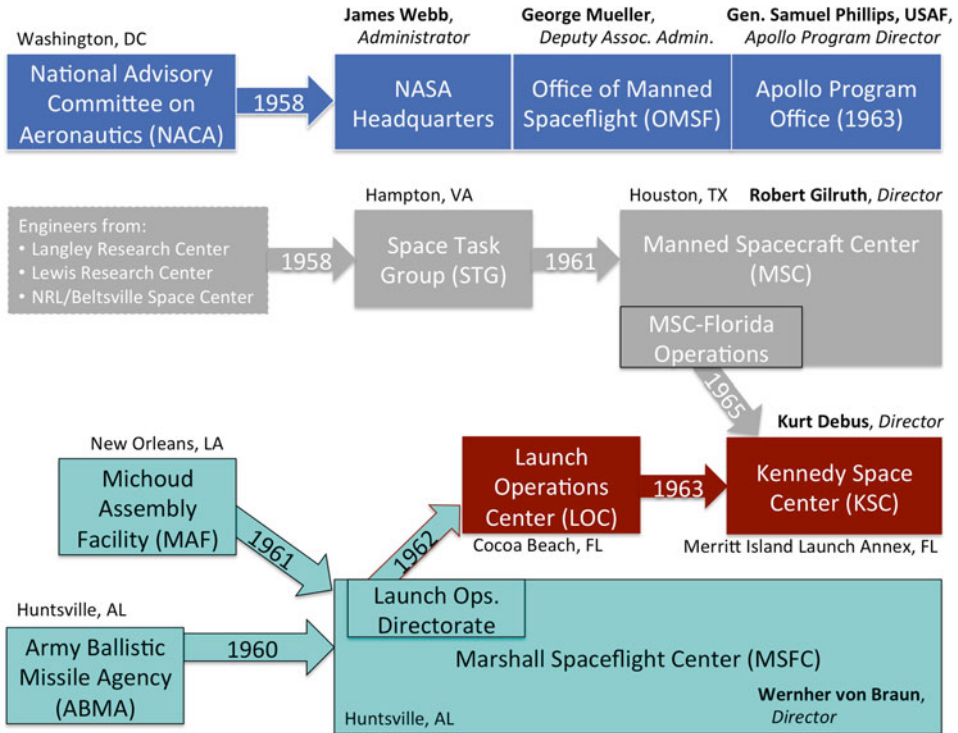 James Webb,
Administrator
George Mueller,
Deputy Assoc. Admin.
Gen. Samuel Phillips, USAF,
Apollo Program Director
Washington, DC
National Advisory
Committee on
Aeronautics (NACA)
1958
NASA
Headquarters
Office of Manned
Spaceflight (OMSF)
Apollo Program
Office (1963)
Hampton, VA
Houston, TX
Robert Gilruth, Director
Engineers from:
• Langley Research Center
• Lewis Research Center
• NRL/Beltsville Space Center
1958
Space Task
Group (STG)
1961
Manned Spacecraft Center
(MSC)
MSC-Florida
Operations
1965
Kurt Debus, Director
New Orleans, LA
Michoud
Assembly
Facility (MAF)
1961
Launch
Operations
Center (LOC)
1963
Kennedy Space
Center (KSC)
Cocoa Beach, FL
Merritt Island Launch Annex, FL
1962
Huntsville, AL
Army Ballistic
Missile Agency
(ABMA)
1960
Launch Ops.
Directorate
Marshall Spaceflight Center (MSFC)
Wernher von Braun,
Director
Huntsville, AL